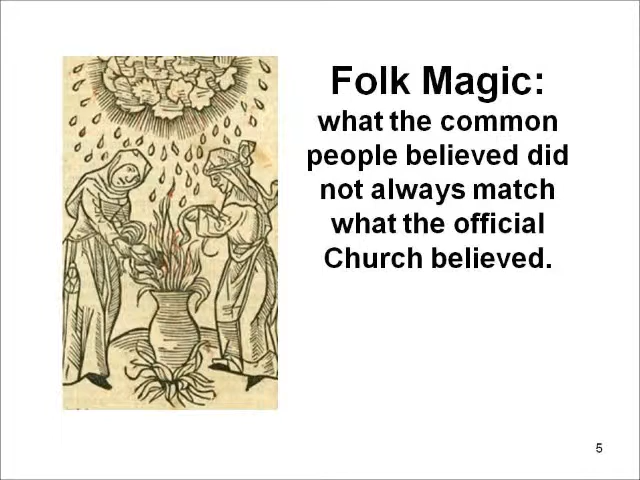 Folk Magic:
what the common
people believed did
not always match
what the official
Church believed.
5